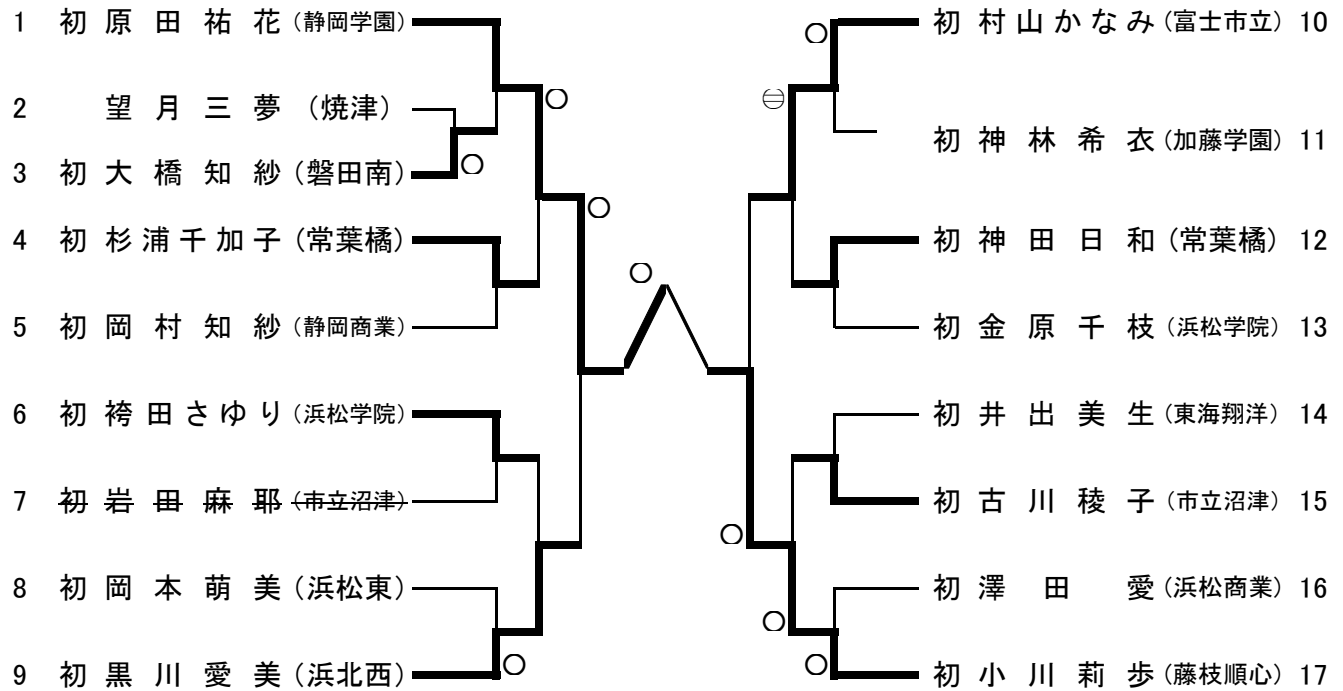 1 初 原田祐花 (静岡学園)
2 望月三夢 (焼津)
3 初 大橋知紗 (磐田南)
4 初 杉浦千加子 (常葉橘)
5 初 岡村知紗 (静岡商業)
6 初 袴田さゆり (浜松学院)
7 初 岩田麻耶 (市立沼津)
8 初 岡本萌美 (浜松東)
9 初 黒川愛美 (浜北西)
初 村山かなみ (富士市立) 10
初 神林希衣 (加藤学園) 11
初 神田日和 (常葉橘) 12
初 金原千枝 (浜松学院) 13
初 井出美生 (東海翔洋) 14
初 古川稜子 (市立沼津) 15
初 澤田愛 (浜松商業) 16
初 小川莉歩 (藤枝順心) 17